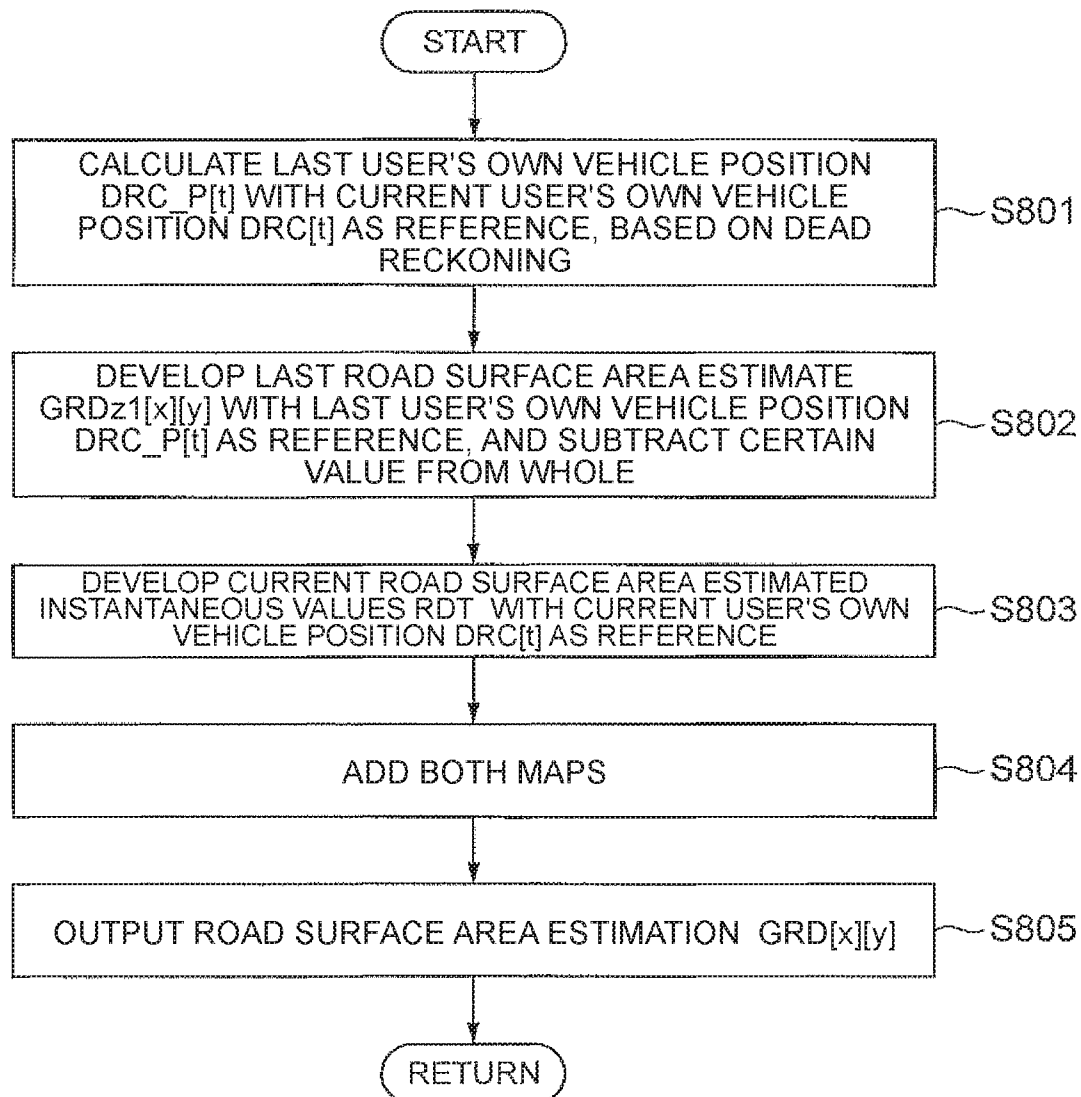 START
CALCULATE LAST USER'S OWN VEHICLE POSITION
DRC_P[t] WITH CURRENT USER'S OWN VEHICLE
POSITION DRC[t] AS REFERENCE, BASED ON DEAD
RECKONING
S801
DEVELOP LAST ROAD SURFACE AREA ESTIMATE
GRDz1[x][y] WITH LAST USER'S OWN VEHICLE POSITION
DRC_P[t] AS REFERENCE, AND SUBTRACT CERTAIN
VALUE FROM WHOLE
S802
DEVELOP CURRENT ROAD SURFACE AREA ESTIMATED
INSTANTANEOUS VALUES RDT WITH CURRENT USER'S OWN
VEHICLE POSITION DRC[t] AS REFERENCE
S803
ADD BOTH MAPS
S804
OUTPUT ROAD SURFACE AREA ESTIMATION GRD[x][y]
S805
RETURN